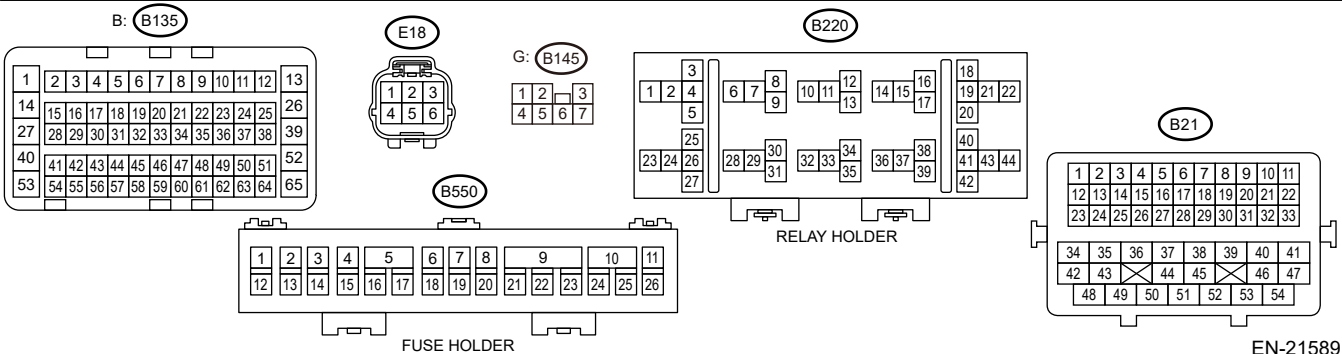 B: B135
1 2 3 4 5 6 7 8 9 10 11 12 13
14 15 16 17 18 19 20 21 22 23 24 25 26
27 28 29 30 31 32 33 34 35 36 37 38 39
40 41 42 43 44 45 46 47 48 49 50 51 52
53 54 55 56 57 58 59 60 61 62 63 64 65
E18
1 2 3
4 5 6
G: B145
1 2 3
4 5 6 7
B220
3 8 12 16 18
1 2 4 6 7 10 11 14 15 19 21 22
5 9 13 17 20
25 30 34 38 40
23 24 26 28 29 32 33 36 37 41 43 44
27 31 35 39 42
RELAY HOLDER
B550
1 2 3 4 5 6 7 8 9 10 11
12 13 14 15 16 17 18 19 20 21 22 23 24 25 26
FUSE HOLDER
B21
1 2 3 4 5 6 7 8 9 10 11
12 13 14 15 16 17 18 19 20 21 22
23 24 25 26 27 28 29 30 31 32 33
34 35 36 37 38 39 40 41
42 43 44 45 46 47
48 49 50 51 52 53 54
EN-21589